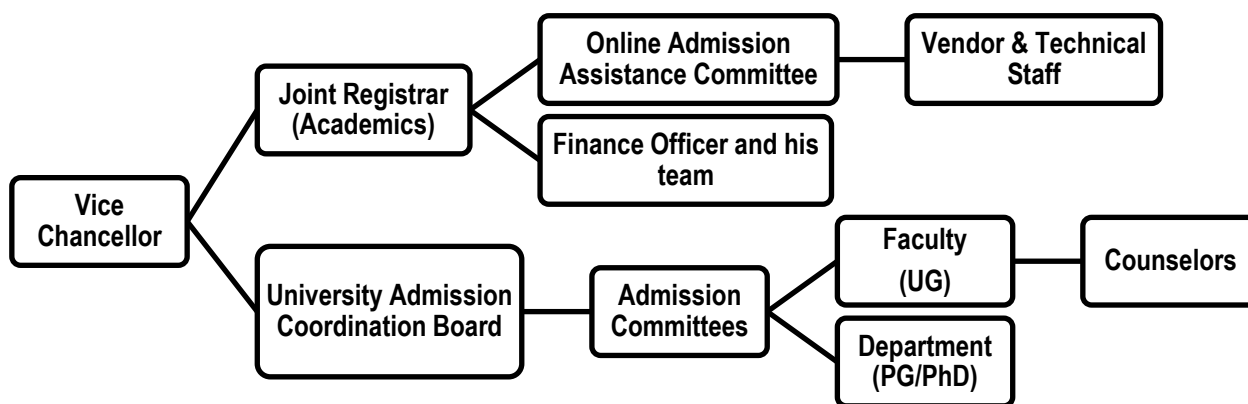 Vice
Chancellor
Joint Registrar
(Academics)
Online Admission
Assistance Committee
Vendor & Technical
Staff
Finance Officer and his
team
University Admission
Coordination Board
Admission
Committees
Faculty
(UG)
Counselors
Department
(PG/PhD)